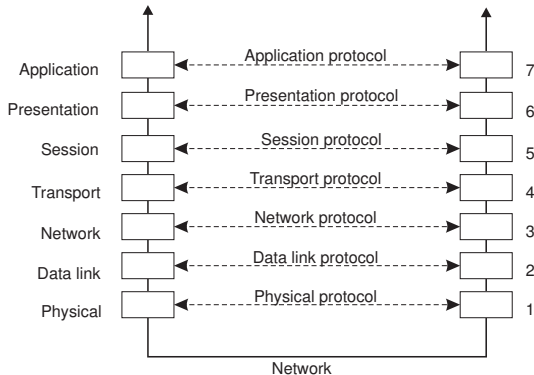 Application Application protocol 7
Presentation Presentation protocol 6
Session Session protocol 5
Transport Transport protocol 4
Network Network protocol 3
Data link Data link protocol 2
Physical Physical protocol 1
Network